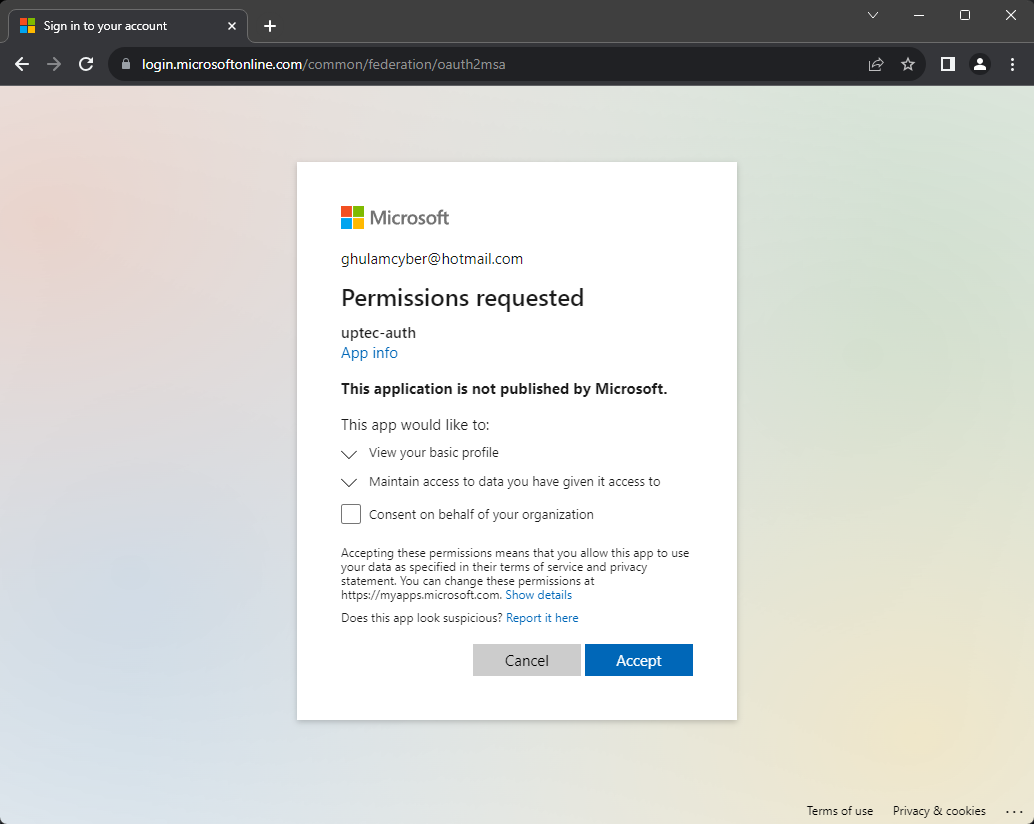 Sign in to your account
login.microsoftonline.com/common/federation/oauth2msa
Microsoft
ghulamcyber@hotmail.com
Permissions requested
uptec-auth
App info
This application is not published by Microsoft.
This app would like to:
View your basic profile
Maintain access to data you have given it access to
Consent on behalf of your organization
Accepting these permissions means that you allow this app to use
your data as specified in their terms of service and privacy
statement. You can change these permissions at
https://myapps.microsoft.com. Show details
Does this app look suspicious? Report it here
Cancel Accept
Terms of use Privacy & cookies ...